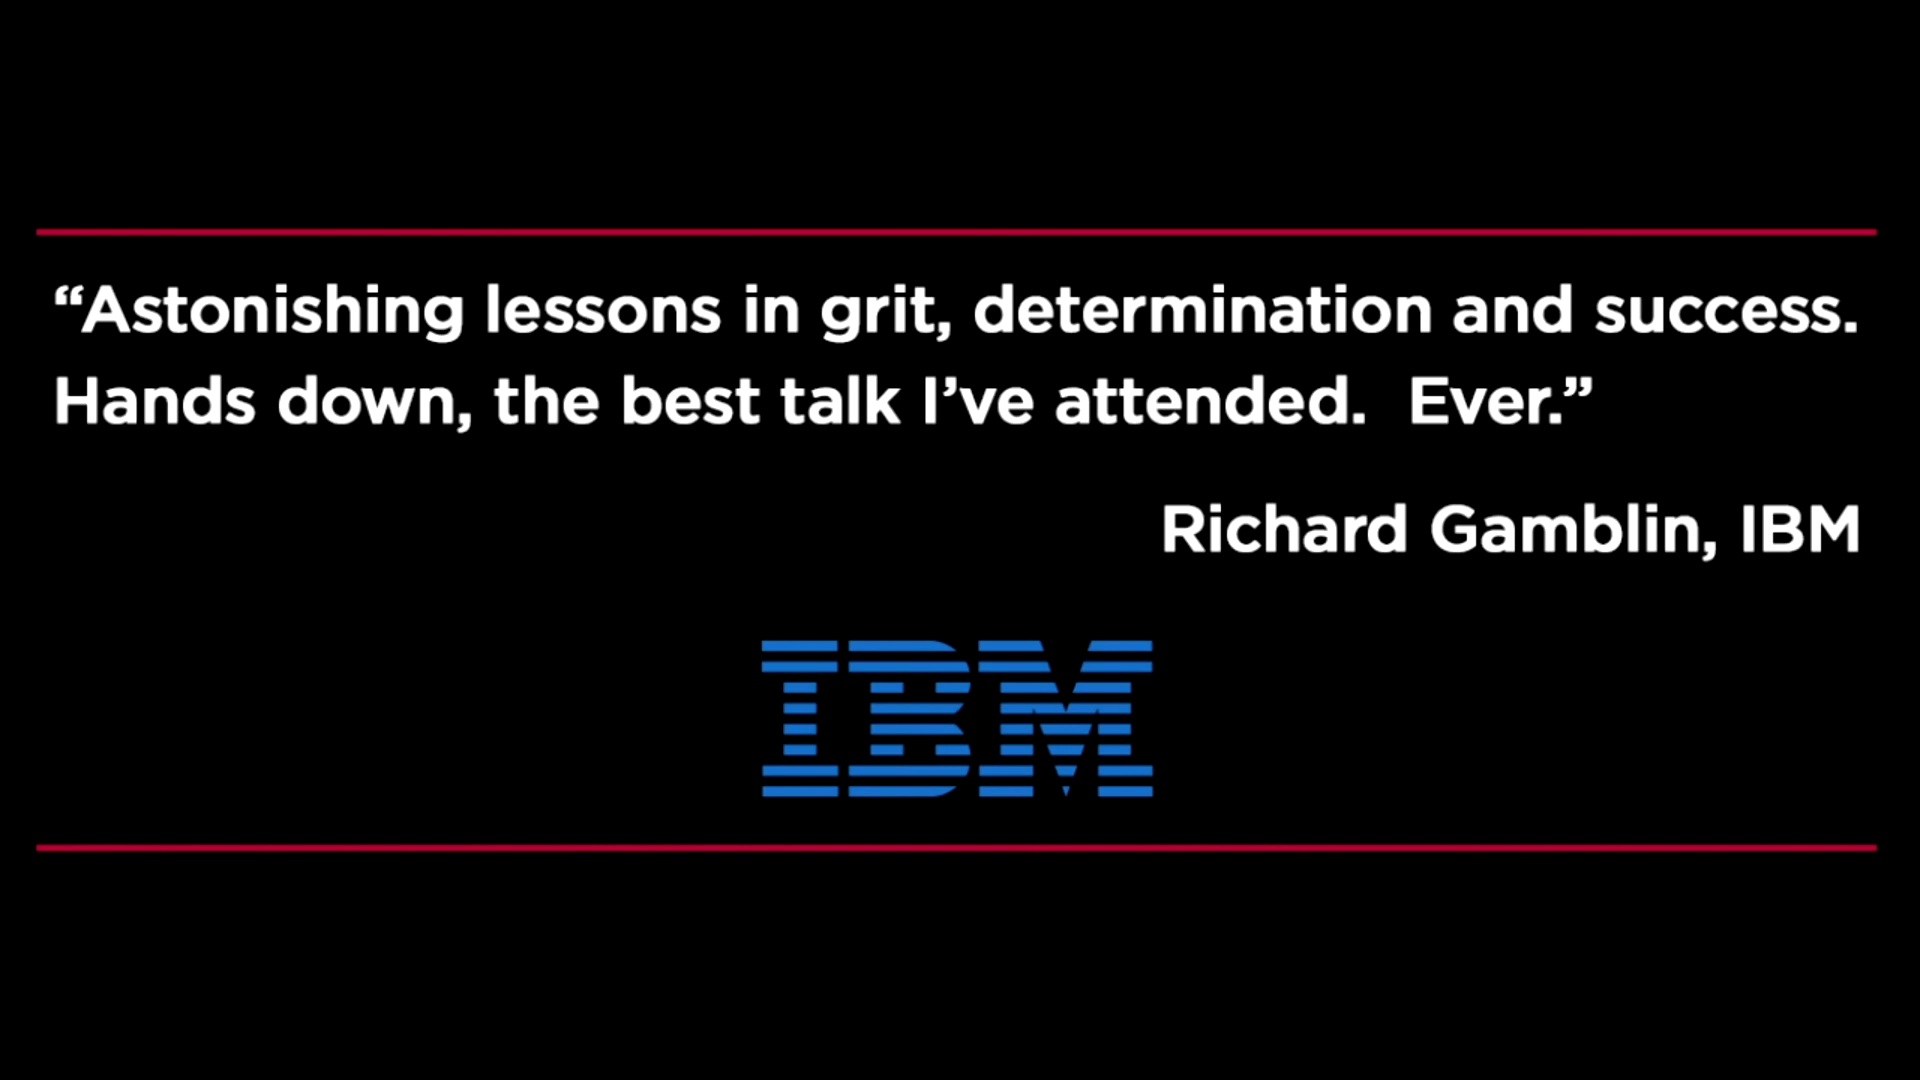 “Astonishing lessons in grit, determination and success.
Hands down, the best talk I’ve attended.  Ever.”
Richard Gamblin, IBM
IBM